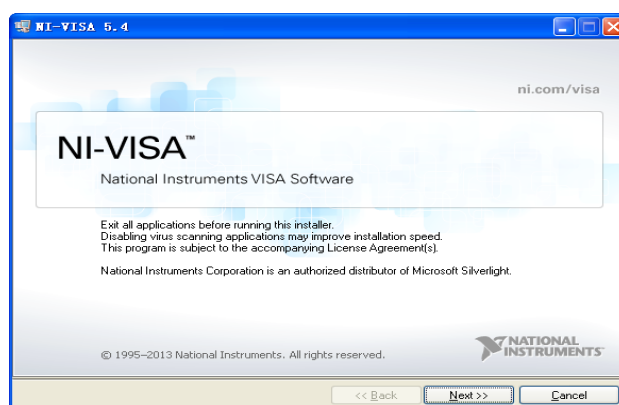 NI-VISA 5.4
ni.com/visa
NI-VISA™
National Instruments VISA Software
Exit all applications before running this installer.
Disabling virus scanning applications may improve installation speed.
This program is subject to the accompanying License Agreement(s).
National Instruments Corporation is an authorized distributor of Microsoft Silverlight.
© 1995–2013 National Instruments. All rights reserved.
NATIONAL
INSTRUMENTS™
<< Back
Next >>
Cancel